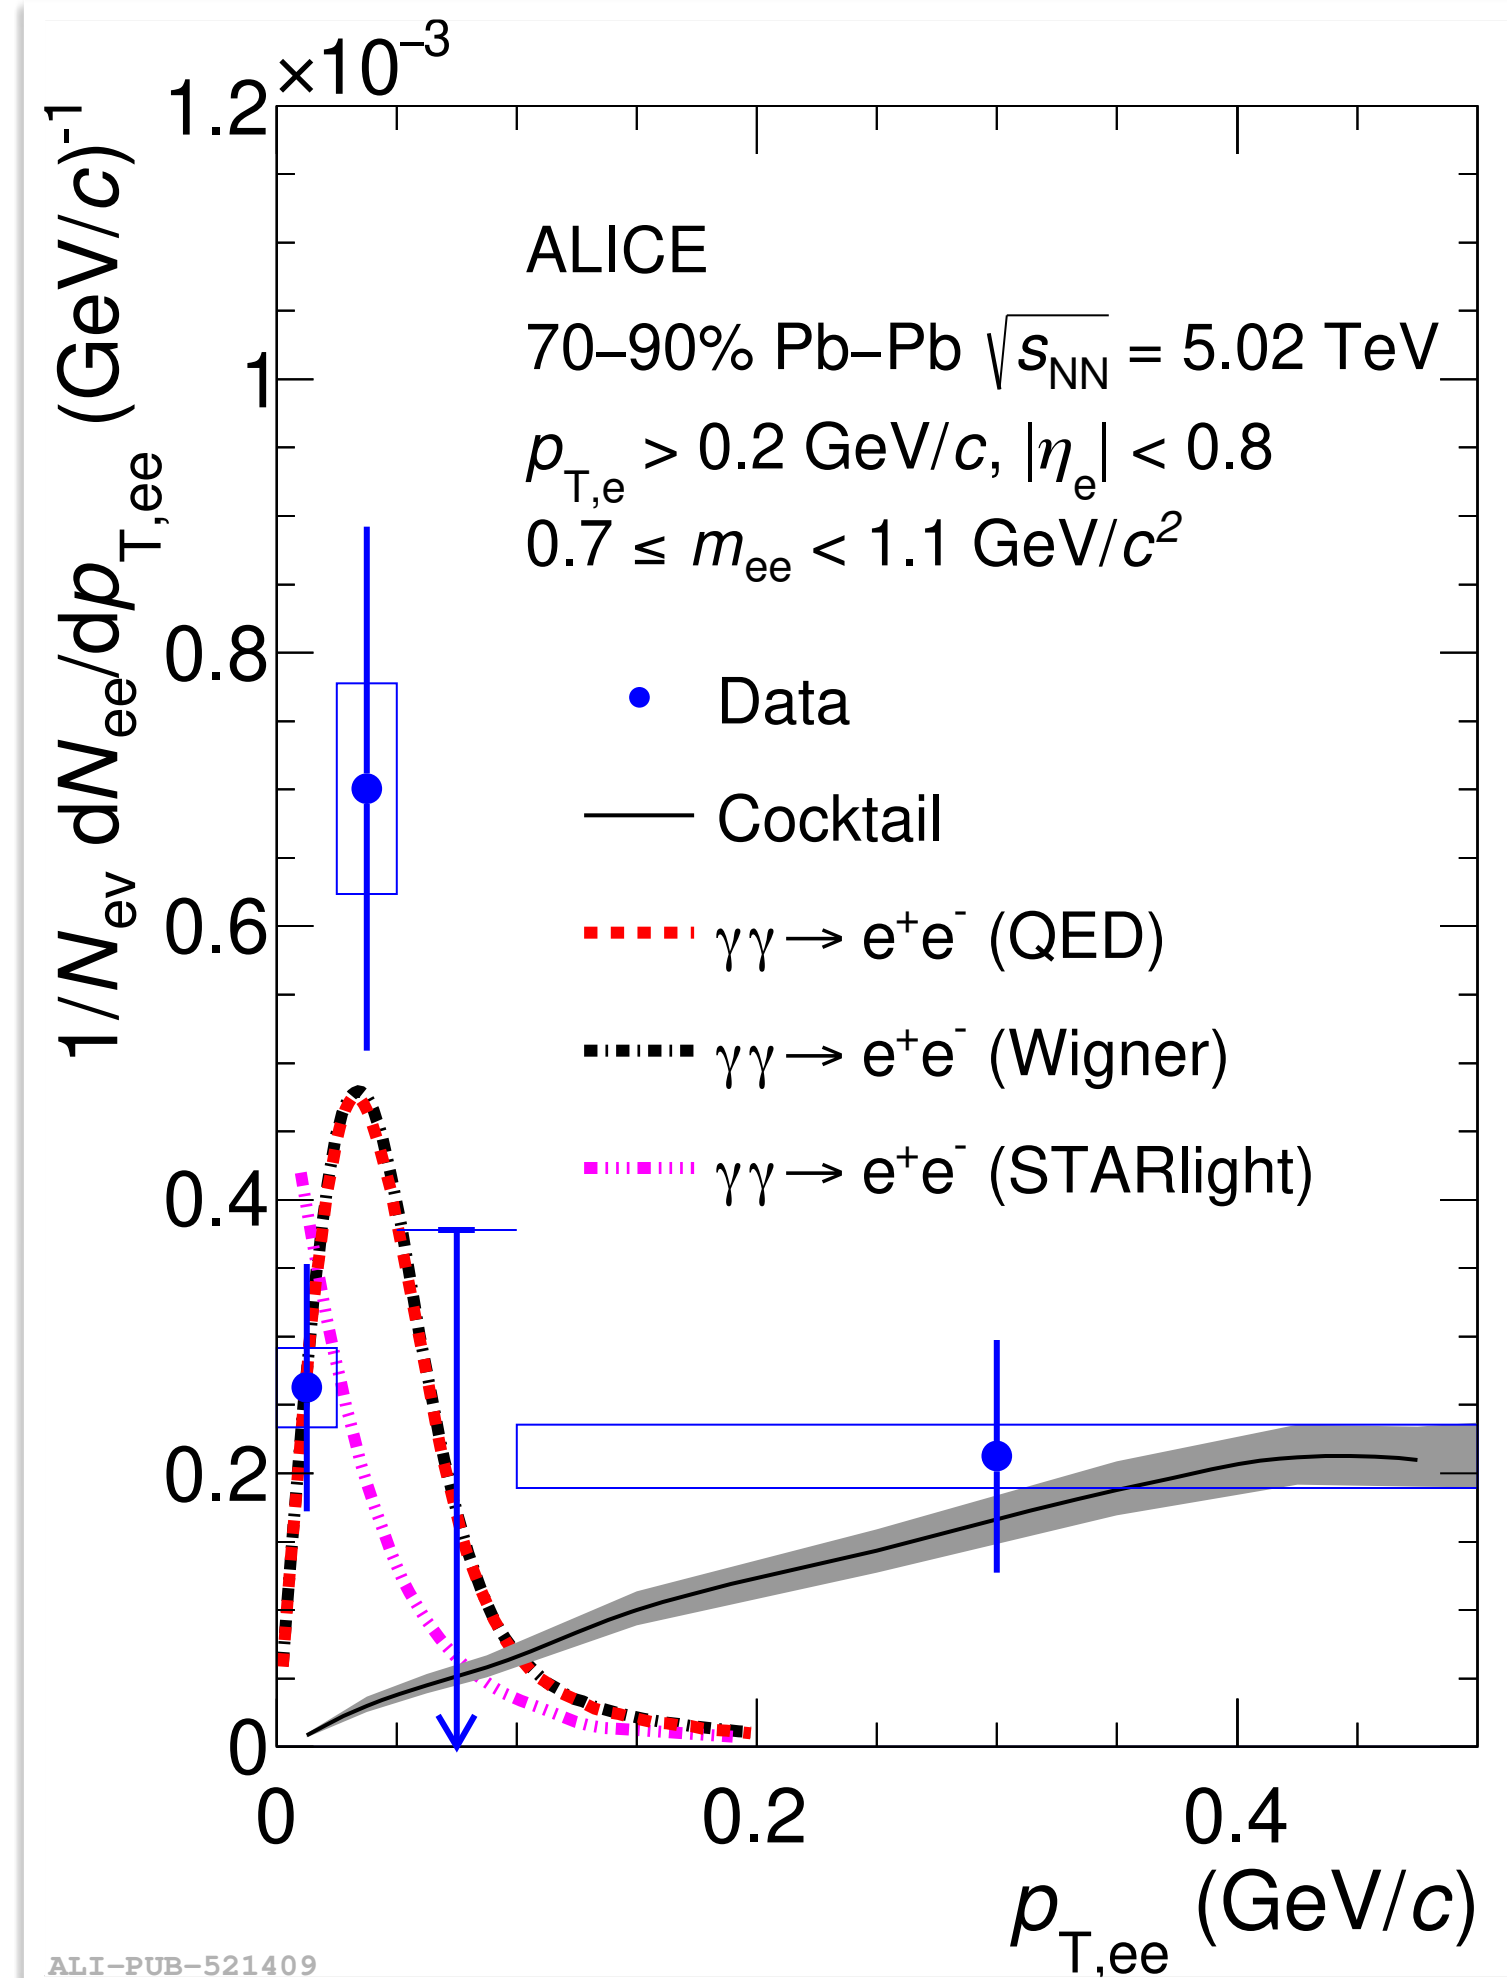 ×10⁻³
1/N_ev dN_ee/dp_T,ee (GeV/c)⁻¹
1.2
1
0.8
0.6
0.4
0.2
0
ALICE
70–90% Pb–Pb √s_NN = 5.02 TeV
p_T,e > 0.2 GeV/c, |η_e| < 0.8
0.7 ≤ m_ee < 1.1 GeV/c²
Data
Cocktail
γγ→ e⁺e⁻ (QED)
γγ→ e⁺e⁻ (Wigner)
γγ→ e⁺e⁻ (STARlight)
0 0.2 0.4
p_T,ee (GeV/c)
ALI-PUB-521409